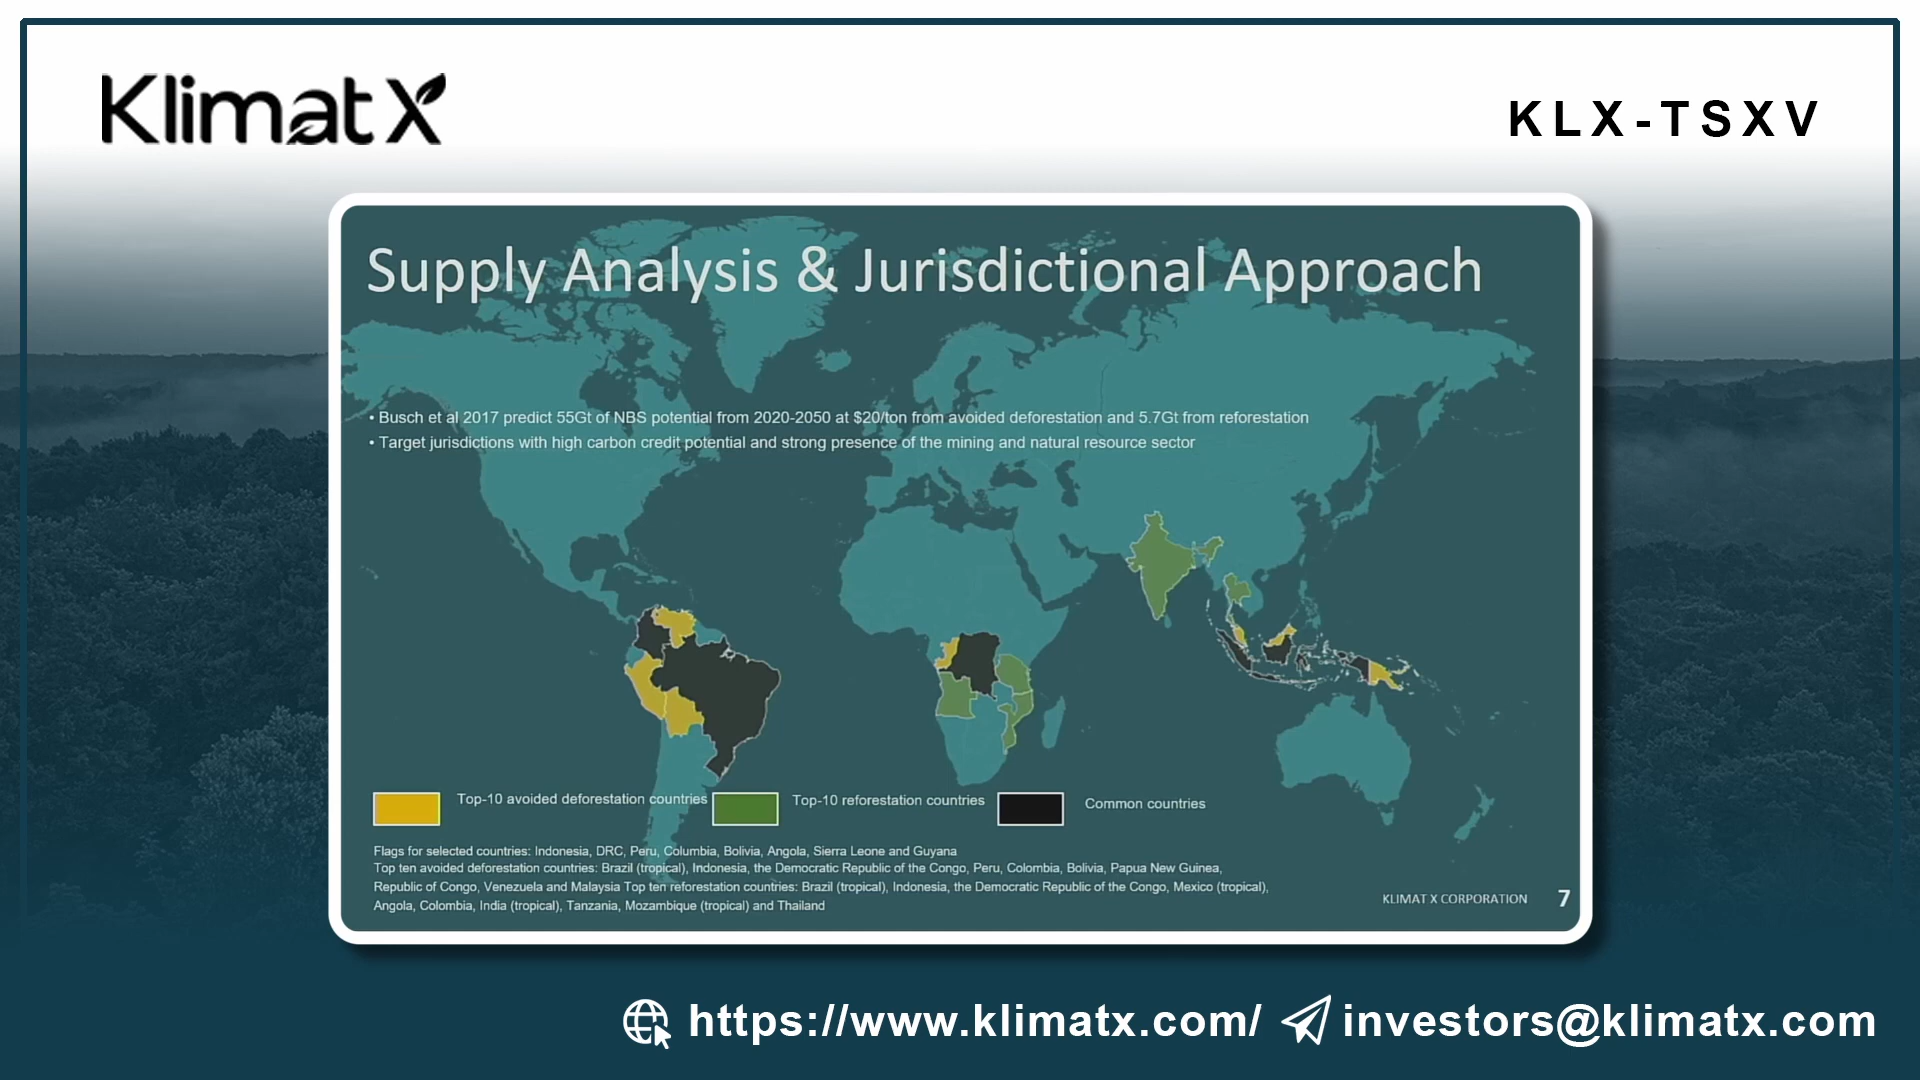 Klimat X
KLX-TSXV
Supply Analysis & Jurisdictional Approach
• Busch et al 2017 predict 55Gt of NBS potential from 2020-2050 at $20/ton from avoided deforestation and 5.7Gt from reforestation
• Target jurisdictions with high carbon credit potential and strong presence of the mining and natural resource sector
Top-10 avoided deforestation countries
Top-10 reforestation countries
Common countries
Flags for selected countries: Indonesia, DRC, Peru, Columbia, Bolivia, Angola, Sierra Leone and Guyana
Top ten avoided deforestation countries: Brazil (tropical), Indonesia, the Democratic Republic of the Congo, Peru, Colombia, Bolivia, Papua New Guinea,
Republic of Congo, Venezuela and Malaysia Top ten reforestation countries: Brazil (tropical), Indonesia, the Democratic Republic of the Congo, Mexico (tropical),
Angola, Colombia, India (tropical), Tanzania, Mozambique (tropical) and Thailand
KLIMAT X CORPORATION 7
https://www.klimatx.com/ investors@klimatx.com